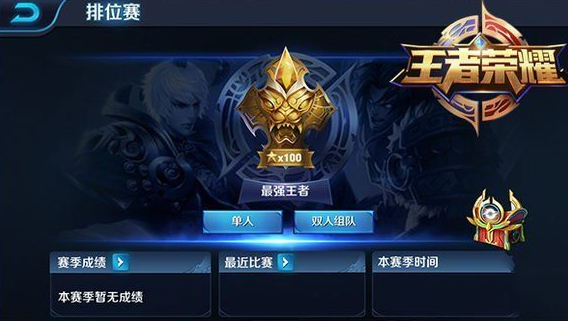 排位赛
王者荣耀
x100
最强王者
单人
双人组队
赛季成绩
最近比赛
本赛季时间
本赛季暂无成绩